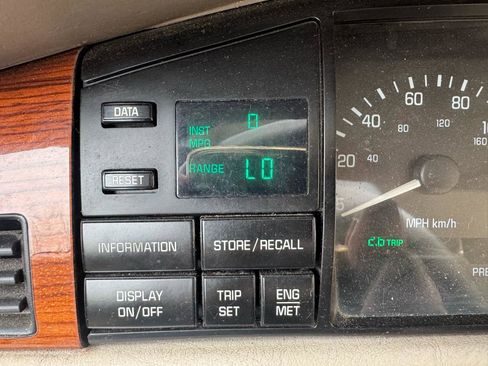 DATA
INST MPG 0
RESET
RANGE LO
INFORMATION
STORE/RECALL
DISPLAY ON/OFF
TRIP SET
ENG MET
20
40
60
80
40
80
120
160
MPH km/h
TRIP